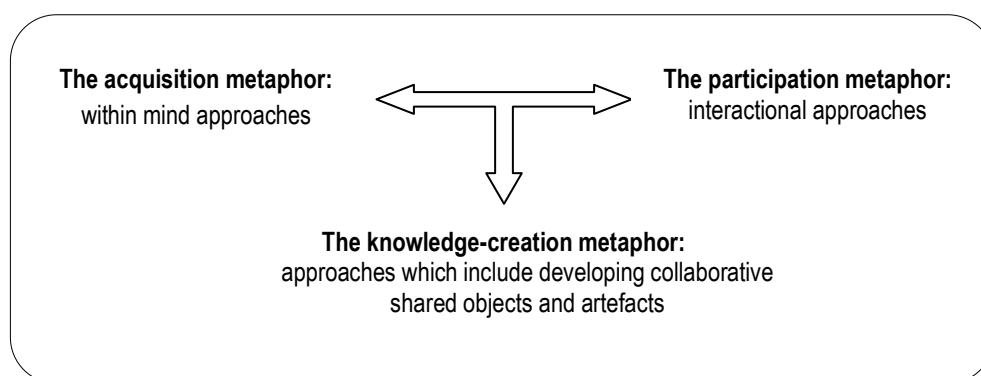 The acquisition metaphor:
within mind approaches
The participation metaphor:
interactional approaches
The knowledge-creation metaphor:
approaches which include developing collaborative
shared objects and artefacts